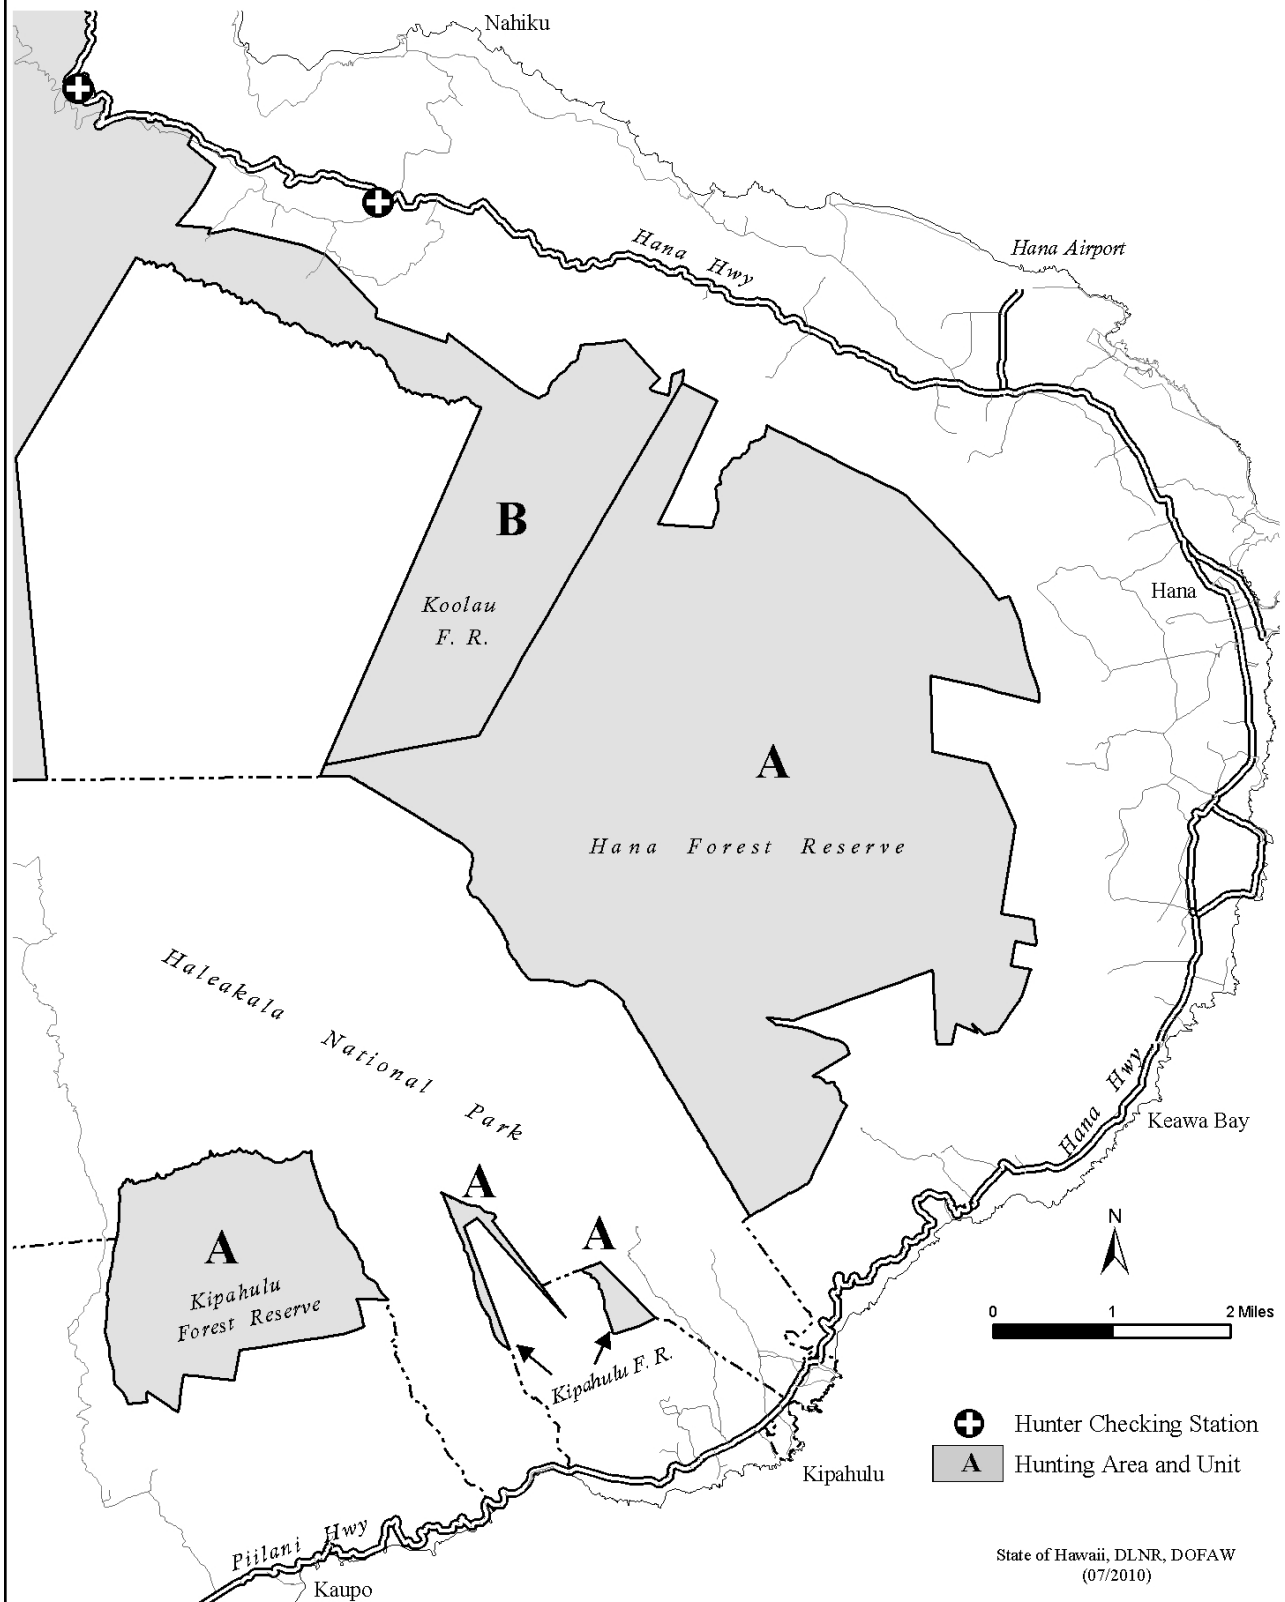 Nahiku
Hana Hwy
Hana Airport
B
Koolau
F. R.
Hana
A
Hana Forest Reserve
Haleakala National Park
Hana Hwy
Keawa Bay
A
A
A
Kipahulu
Forest Reserve
N
0 1 2 Miles
Kipahulu F. R.
Hunter Checking Station
A Hunting Area and Unit
Kipahulu
Piilani Hwy
Kaupo
State of Hawaii, DLNR, DOFAW
(07/2010)